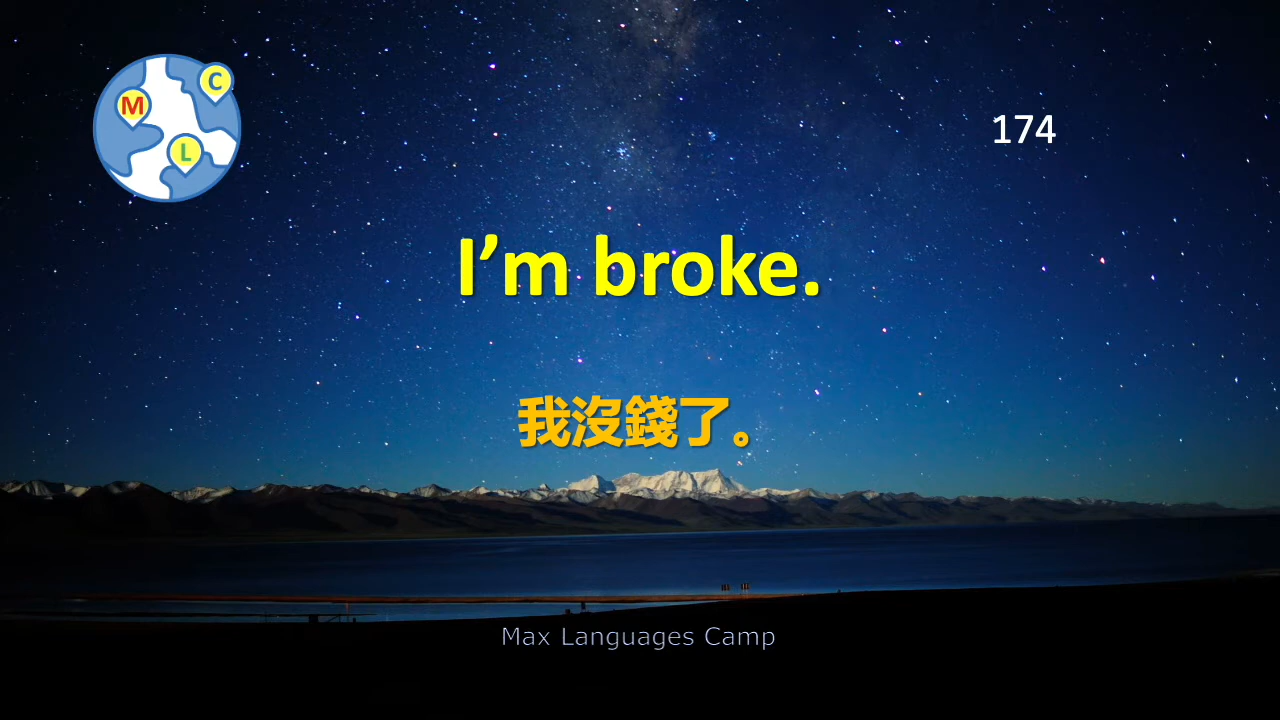 C
M
L
174
I’m broke.
我沒錢了。
Max Languages Camp